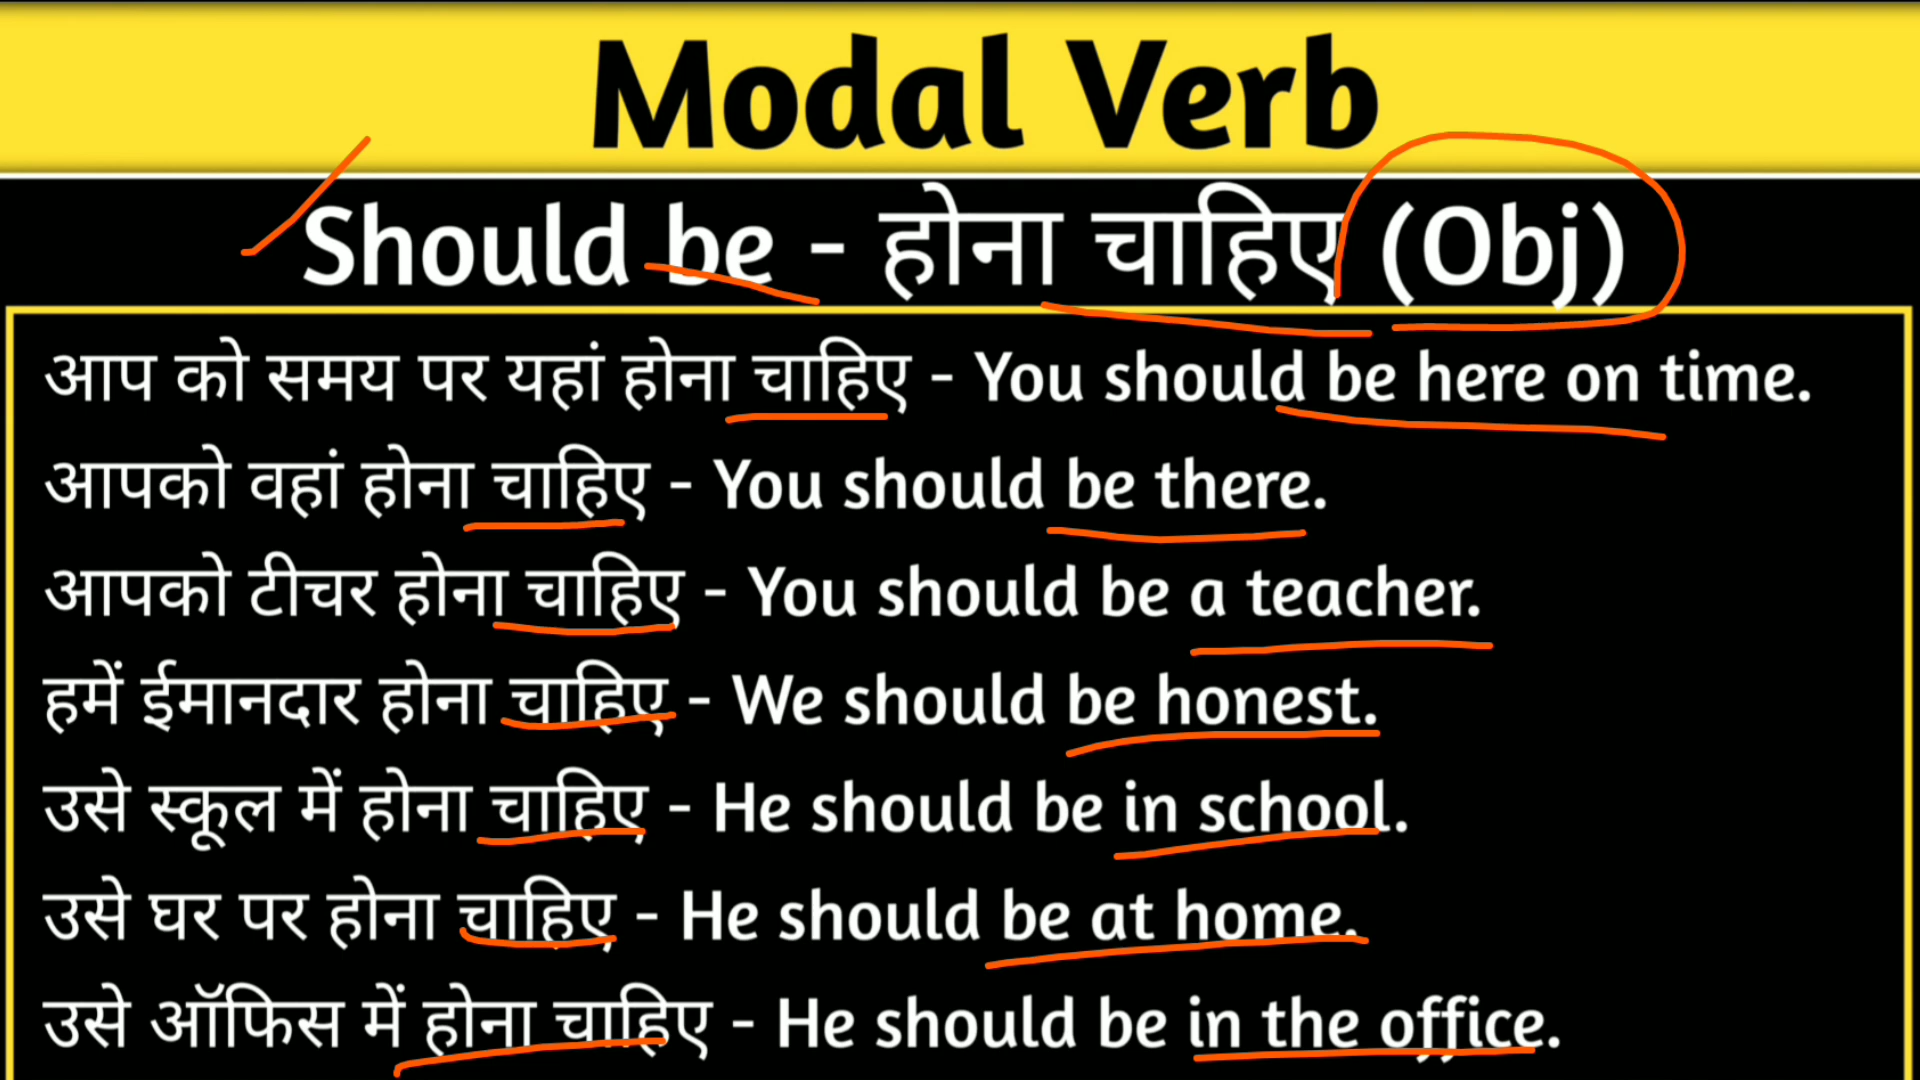 Modal Verb
Should be - होना चाहिए (Obj)
आप को समय पर यहां होना चाहिए - You should be here on time.
आपको वहां होना चाहिए - You should be there.
आपको टीचर होना चाहिए - You should be a teacher.
हमें ईमानदार होना चाहिए - We should be honest.
उसे स्कूल में होना चाहिए - He should be in school.
उसे घर पर होना चाहिए - He should be at home.
उसे ऑफिस में होना चाहिए - He should be in the office.